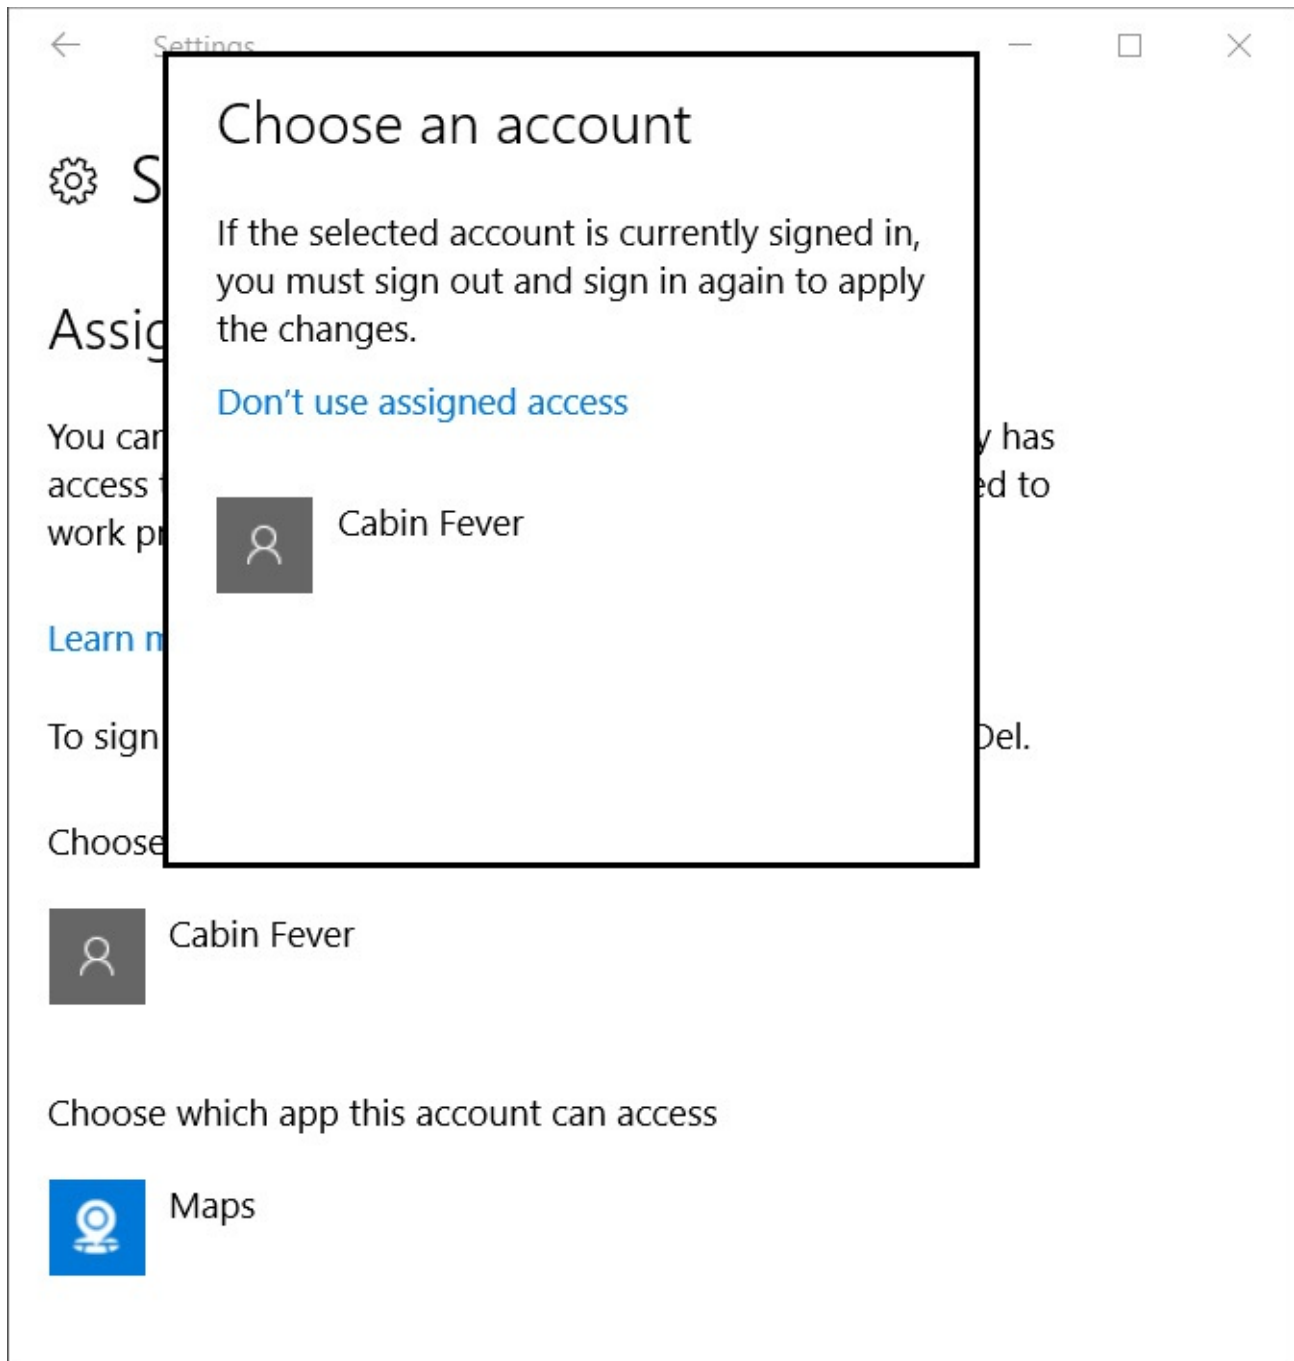 Settings
Choose an account
If the selected account is currently signed in,
you must sign out and sign in again to apply
the changes.
Don’t use assigned access
Cabin Fever
S
Assig
You can
y has
access
ed to
work pr
Learn m
To sign
Del.
Choose
Cabin Fever
Choose which app this account can access
Maps